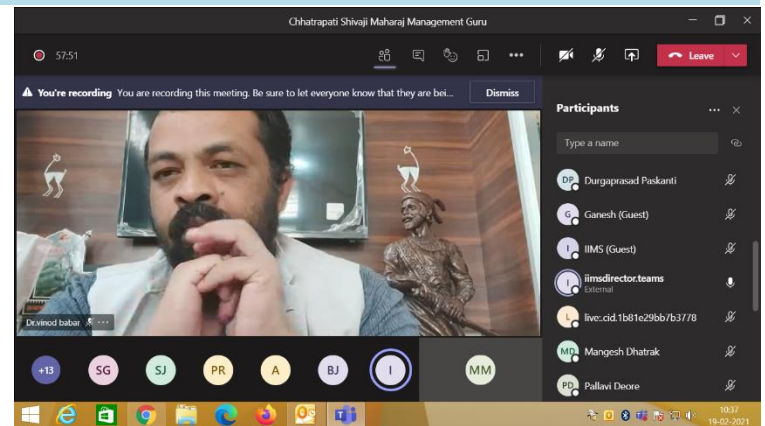 Chhatrapati Shivaji Maharaj Management Guru
57:51
Leave
You're recording You are recording this meeting. Be sure to let everyone know that they are bei...
Dismiss
Participants
Type a name
DP Durgaprasad Paskanti
G Ganesh (Guest)
I IIMS (Guest)
I iimsdirector.teams
External
L live:.cid.1b81e29bb7b3778
MD Mangesh Dhatrak
PD Pallavi Deore
Dr.vinod babar
+13 SG SJ PR A BJ I MM
10:37
19-02-2021